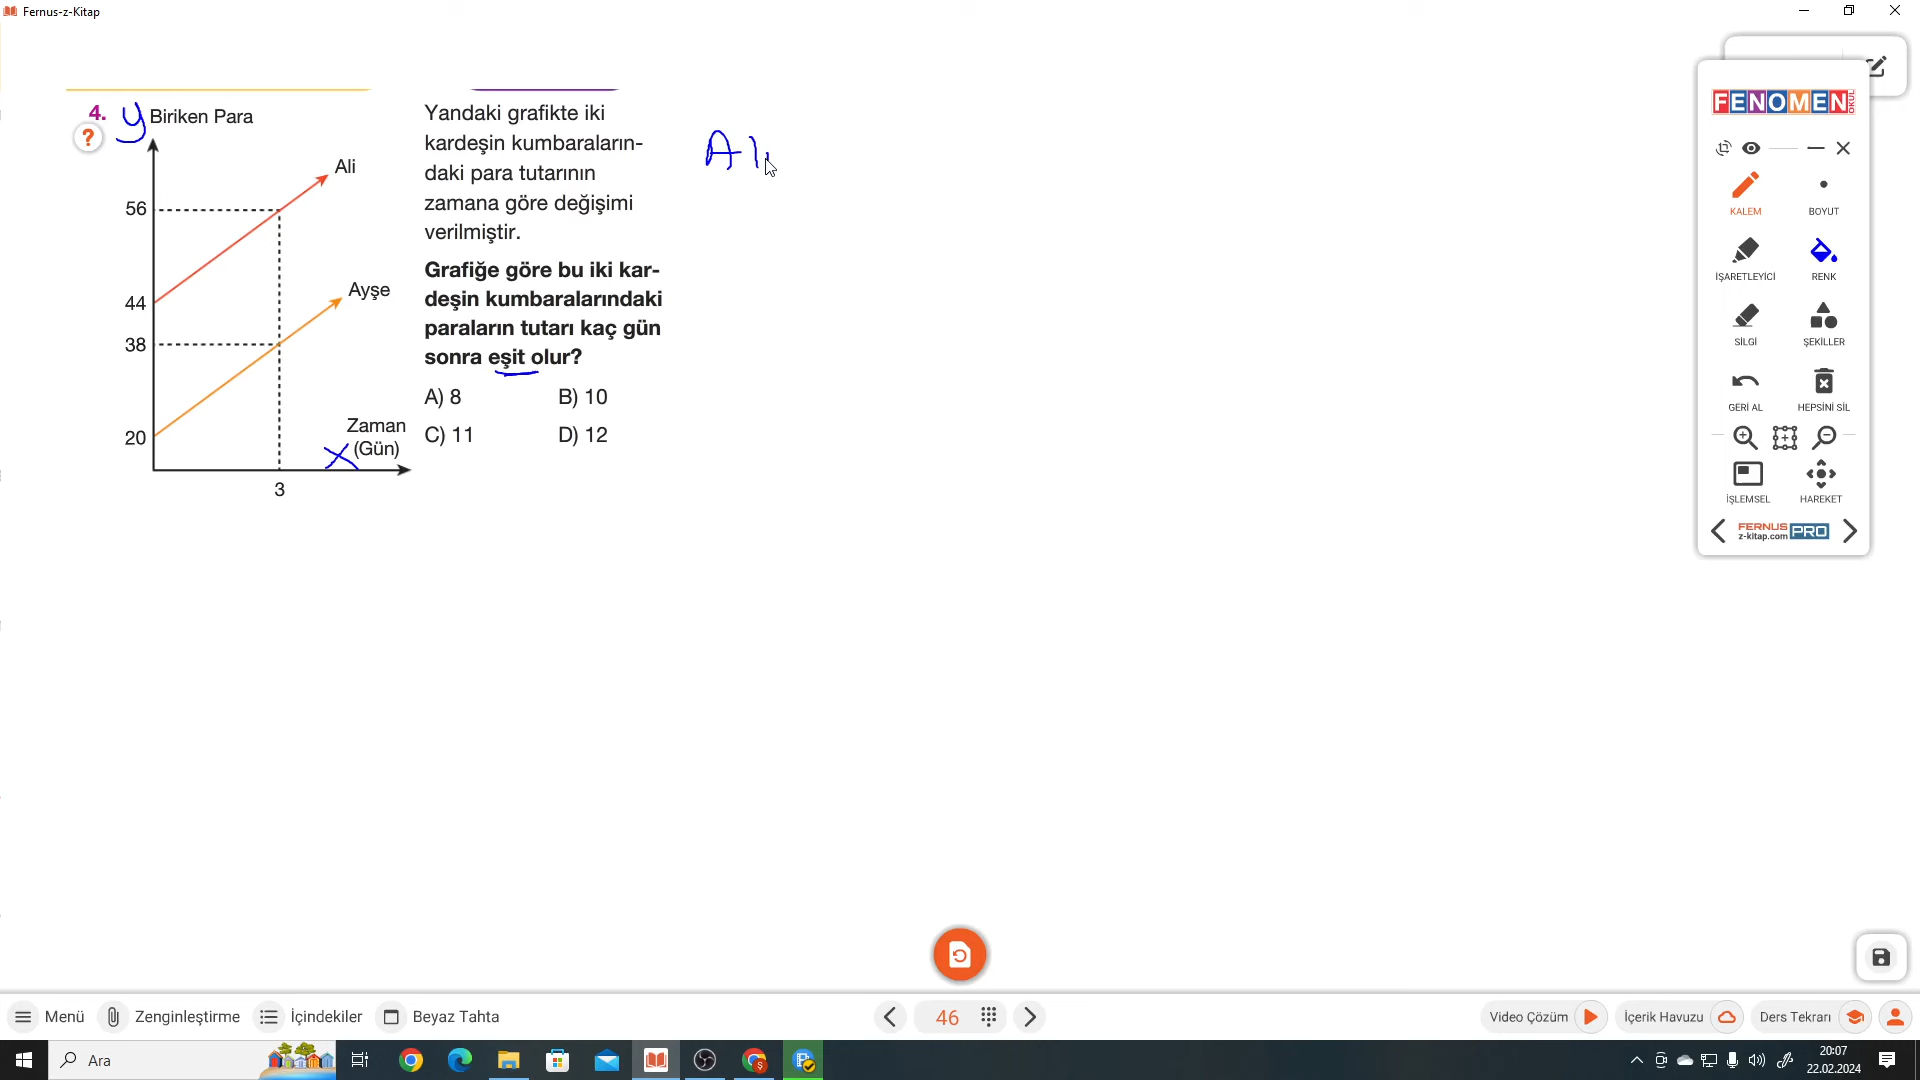 Fernus-z-Kitap
4.
y
Biriken Para
?
Ali
56
44
Ayşe
38
20
Zaman
(Gün)
x
3
Yandaki grafikte iki
kardeşin kumbaraların-
daki para tutarının
zamana göre değişimi
verilmiştir.
Grafiğe göre bu iki kar-
deşin kumbaralarındaki
paraların tutarı kaç gün
sonra eşit olur?
A) 8 B) 10
C) 11 D) 12
FENOMEN OKUL
KALEM BOYUT
İŞARETLEYİCİ RENK
SİLGİ ŞEKİLLER
GERİ AL HEPSİNİ SİL
İŞLEMSEL HAREKET
FERNUS
z-kitap.com PRO
Menü Zenginleştirme İçindekiler Beyaz Tahta 46 Video Çözüm İçerik Havuzu Ders Tekrarı
Ara
20:07
22.02.2024